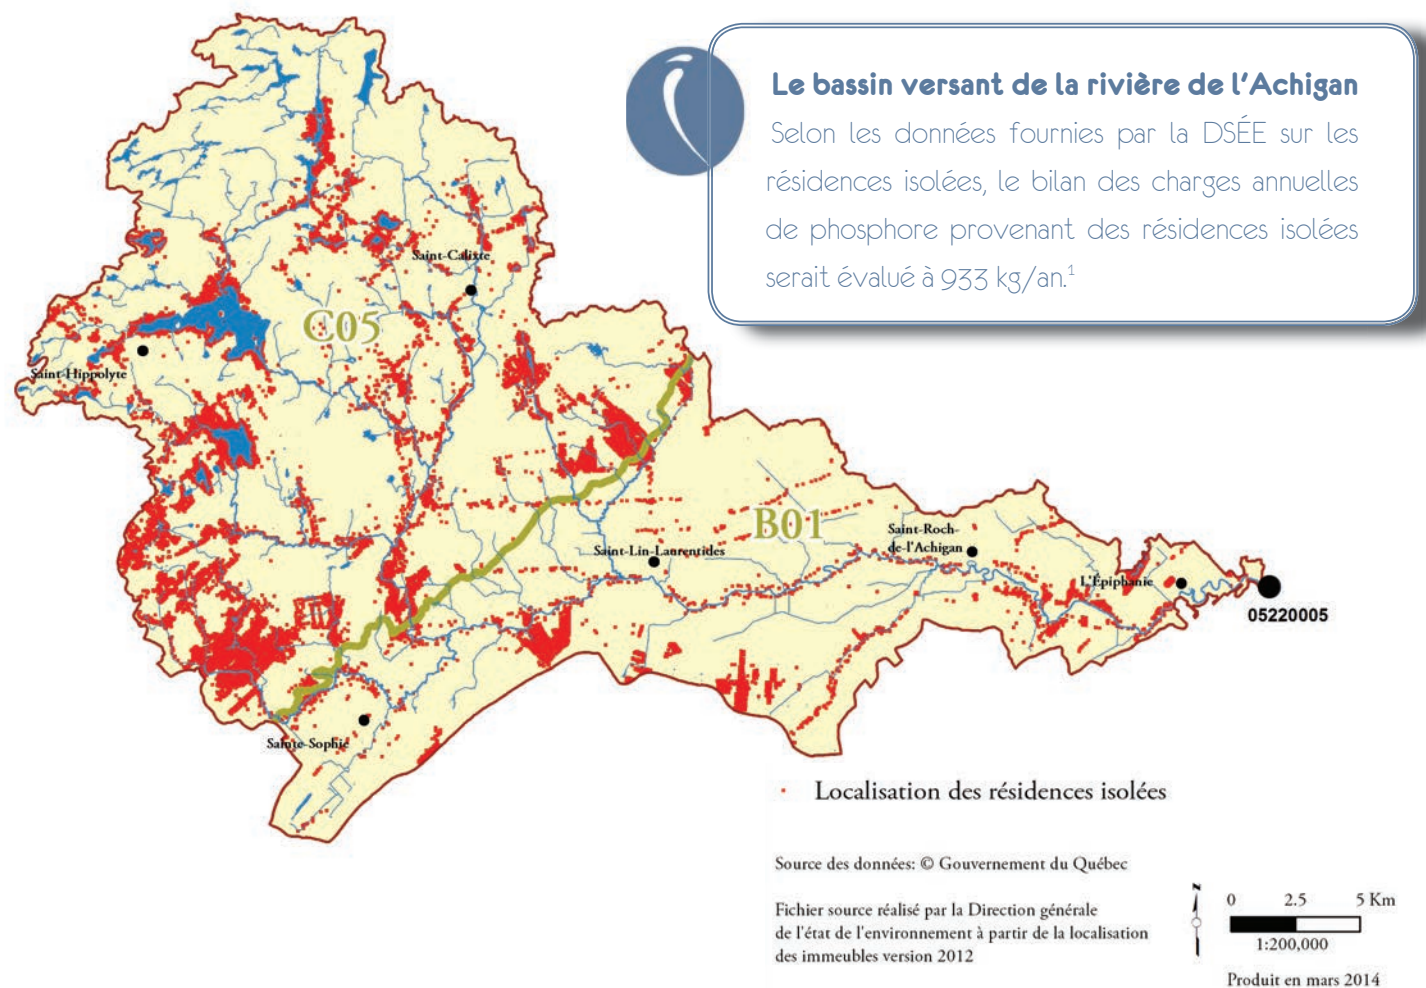 Le bassin versant de la rivière de l'Achigan
Selon les données fournies par la DSÉE sur les
résidences isolées, le bilan des charges annuelles
de phosphore provenant des résidences isolées
serait évalué à 933 kg/an.¹
Saint-Calixte
C05
Saint-Hippolyte
B01
Saint-Roch-
de-l'Achigan
Saint-Lin-Laurentides
L'Épiphanie
05220005
Sainte-Sophie
Localisation des résidences isolées
Source des données: © Gouvernement du Québec
Fichier source réalisé par la Direction générale
de l'état de l'environnement à partir de la localisation
des immeubles version 2012
N
0 2.5 5 Km
1:200,000
Produit en mars 2014